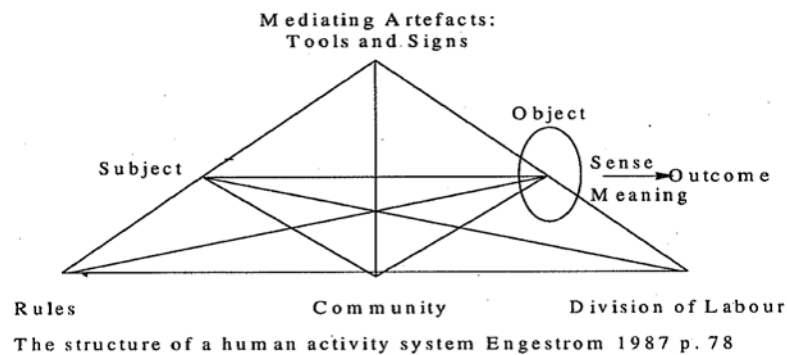 Mediating Artefacts:
Tools and Signs
Object
Subject
Sense
Outcome
Meaning
Rules Community Division of Labour
The structure of a human activity system Engestrom 1987 p.78